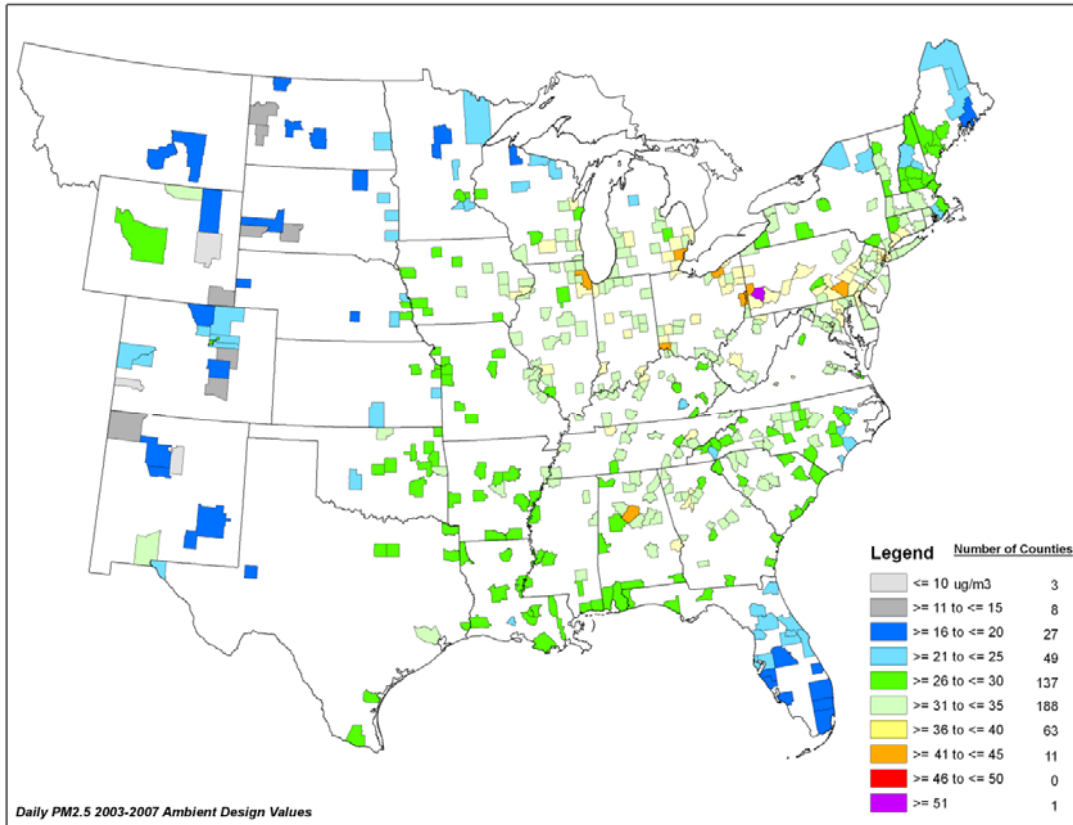 Legend Number of Counties
<= 10 ug/m3 3
>= 11 to <= 15 8
>= 16 to <= 20 27
>= 21 to <= 25 49
>= 26 to <= 30 137
>= 31 to <= 35 188
>= 36 to <= 40 63
>= 41 to <= 45 11
>= 46 to <= 50 0
>= 51 1
Daily PM2.5 2003-2007 Ambient Design Values